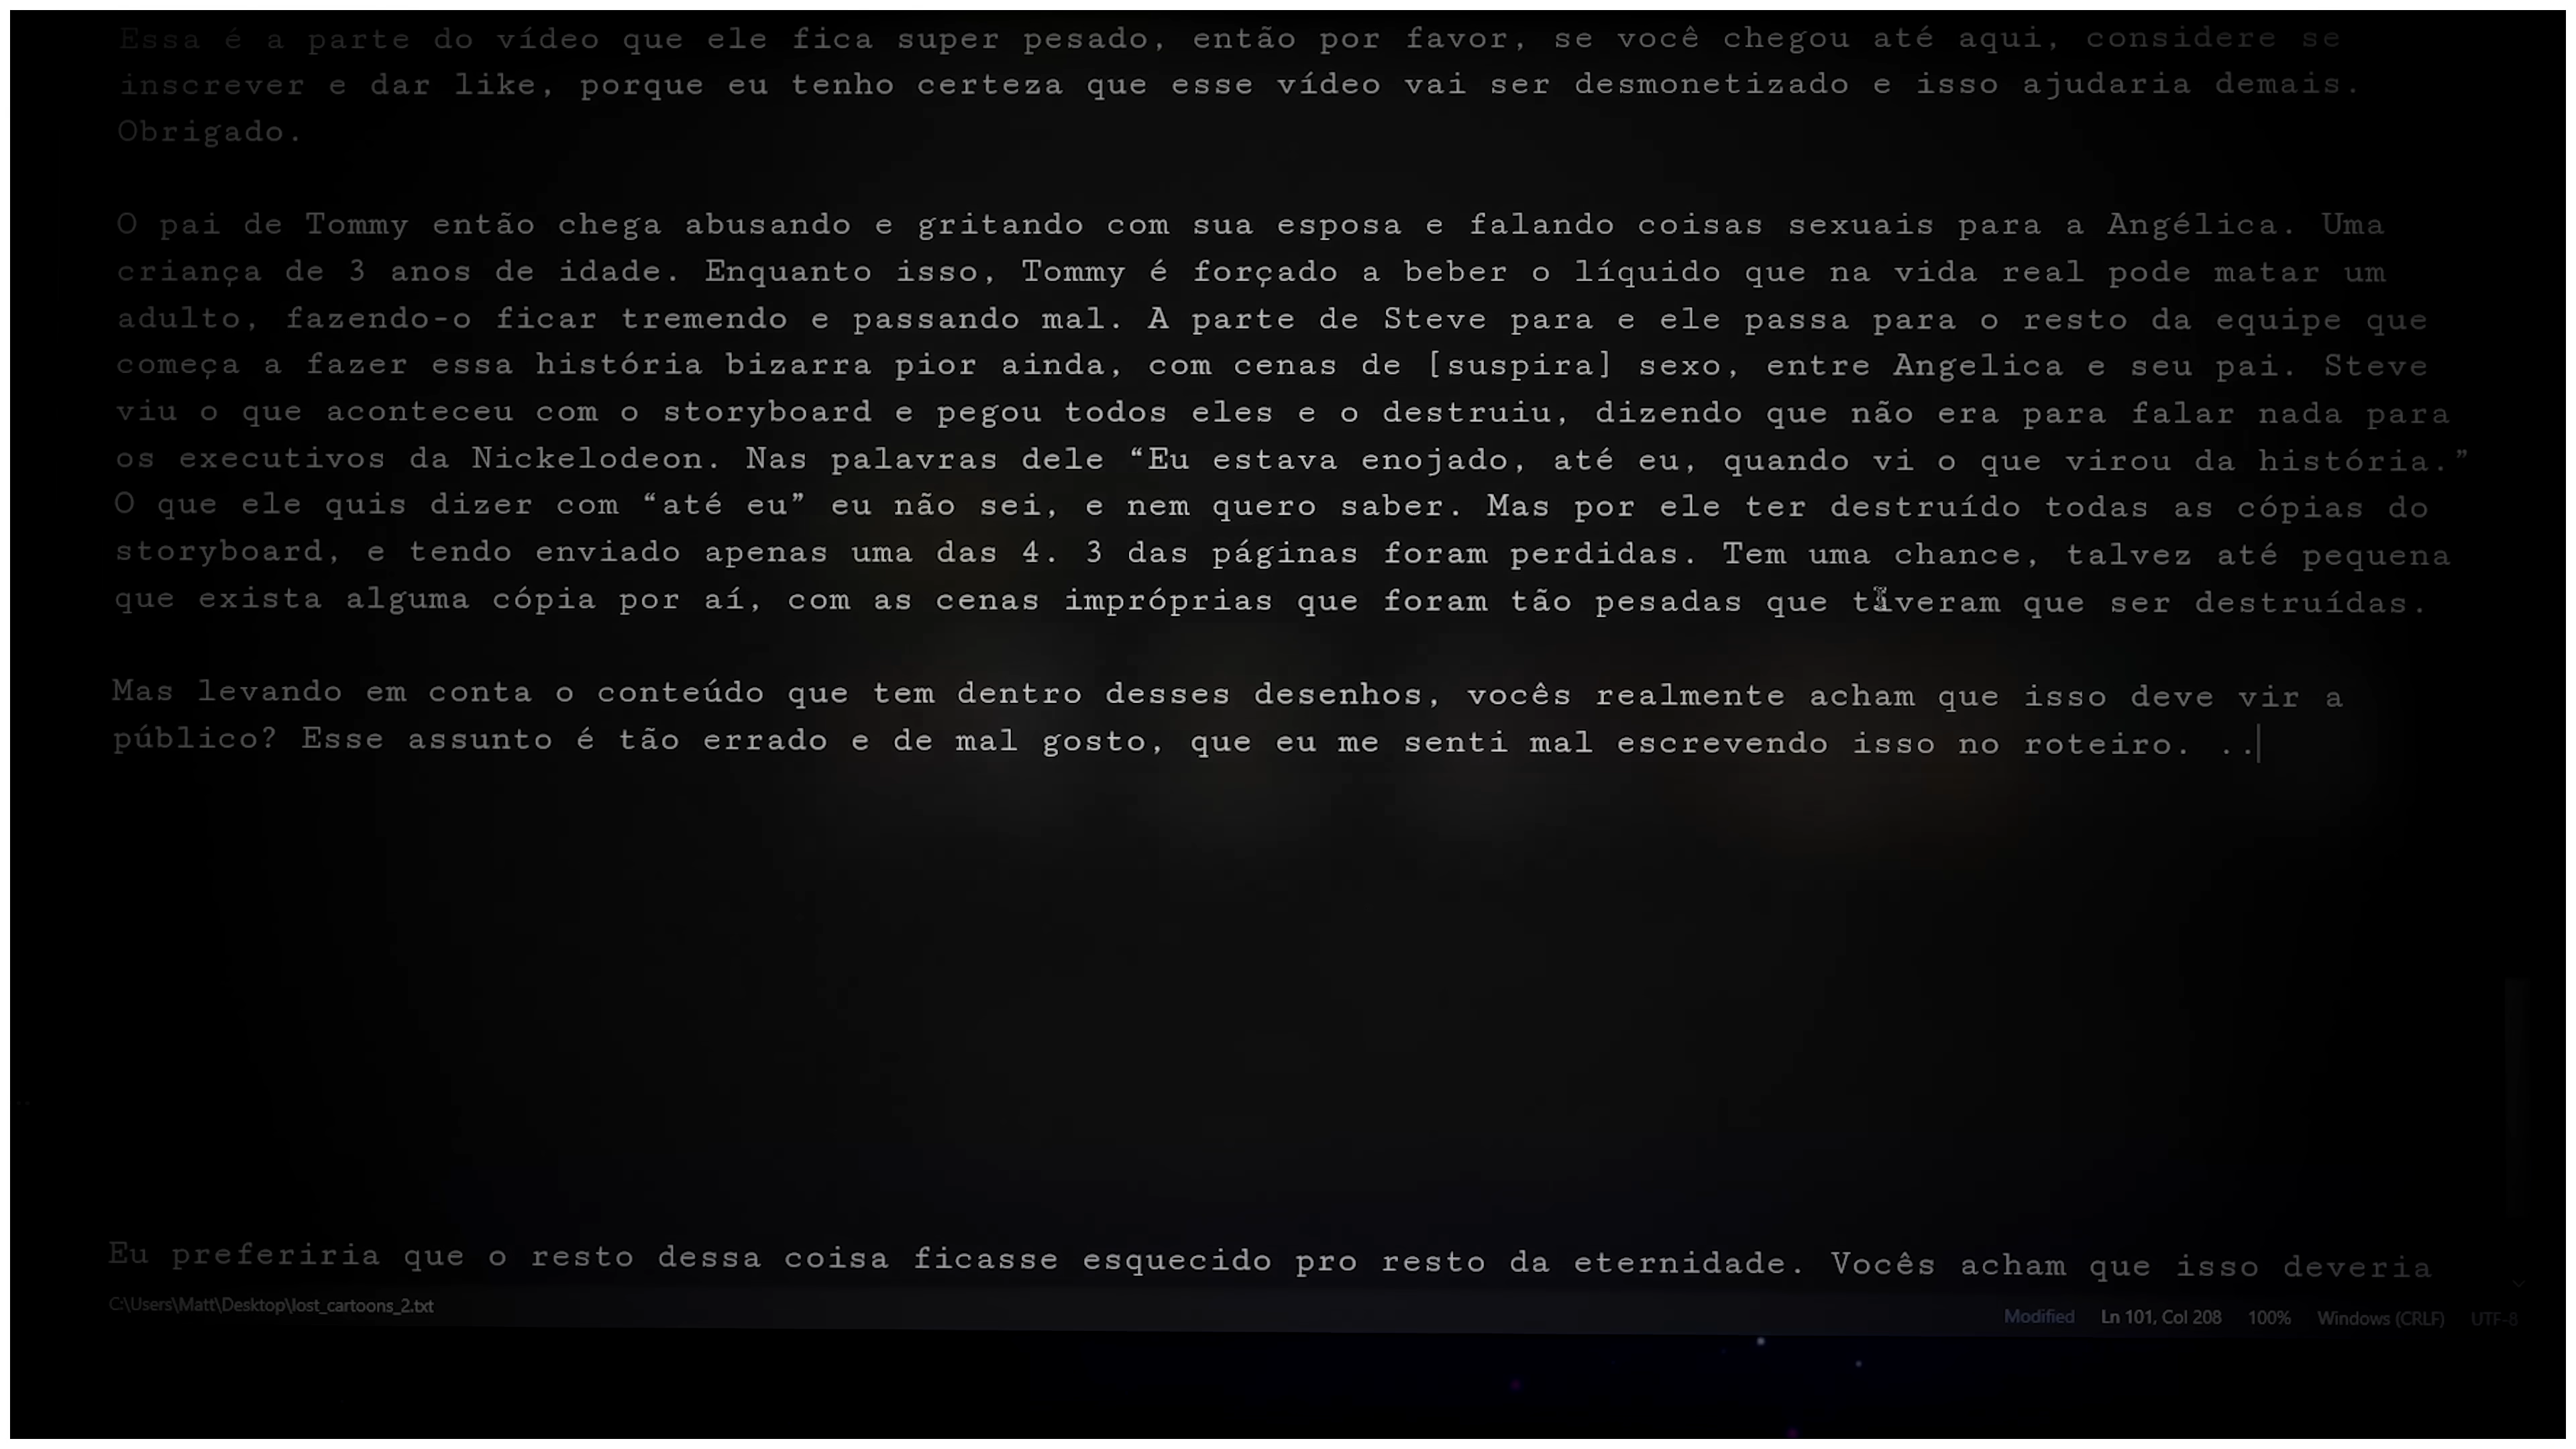 Essa é a parte do vídeo que ele fica super pesado, então por favor, se você chegou até aqui, considere se
inscrever e dar like, porque eu tenho certeza que esse vídeo vai ser desmonetizado e isso ajudaria demais.
Obrigado.
O pai de Tommy então chega abusando e gritando com sua esposa e falando coisas sexuais para a Angélica. Uma
criança de 3 anos de idade. Enquanto isso, Tommy é forçado a beber o líquido que na vida real pode matar um
adulto, fazendo-o ficar tremendo e passando mal. A parte de Steve para e ele passa para o resto da equipe que
começa a fazer essa história bizarra pior ainda, com cenas de [suspira] sexo, entre Angelica e seu pai. Steve
viu o que aconteceu com o storyboard e pegou todos eles e o destruiu, dizendo que não era para falar nada para
os executivos da Nickelodeon. Nas palavras dele “Eu estava enojado, até eu, quando vi o que virou da história.”
O que ele quis dizer com “até eu” eu não sei, e nem quero saber. Mas por ele ter destruído todas as cópias do
storyboard, e tendo enviado apenas uma das 4. 3 das páginas foram perdidas. Tem uma chance, talvez até pequena
que exista alguma cópia por aí, com as cenas impróprias que foram tão pesadas que tiveram que ser destruídas.
Mas levando em conta o conteúdo que tem dentro desses desenhos, vocês realmente acham que isso deve vir a
público? Esse assunto é tão errado e de mal gosto, que eu me senti mal escrevendo isso no roteiro. ..
Eu preferiria que o resto dessa coisa ficasse esquecido pro resto da eternidade. Vocês acham que isso deveria
C:\Users\Matt\Desktop\lost_cartoons_2.txt Modified Ln 101, Col 208 100% Windows (CRLF) UTF-8